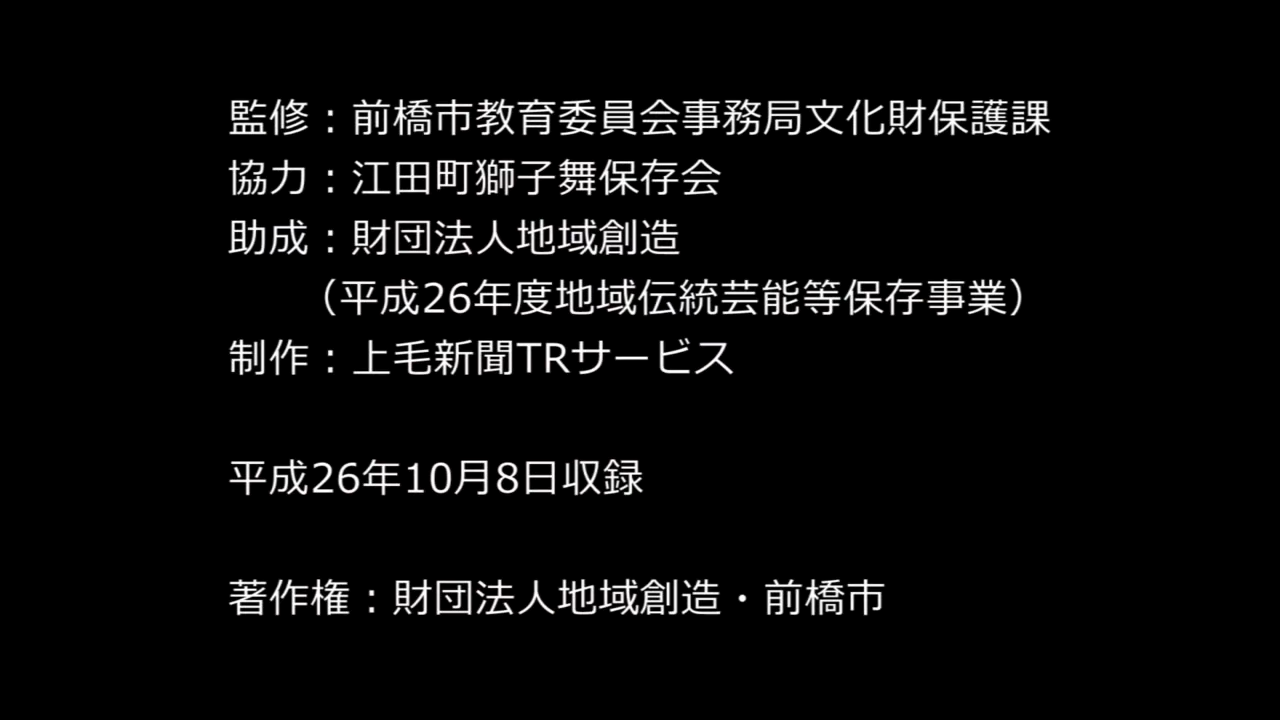 監修：前橋市教育委員会事務局文化財保護課
協力：江田町獅子舞保存会
助成：財団法人地域創造
（平成26年度地域伝統芸能等保存事業）
制作：上毛新聞TRサービス
平成26年10月8日収録
著作権：財団法人地域創造・前橋市